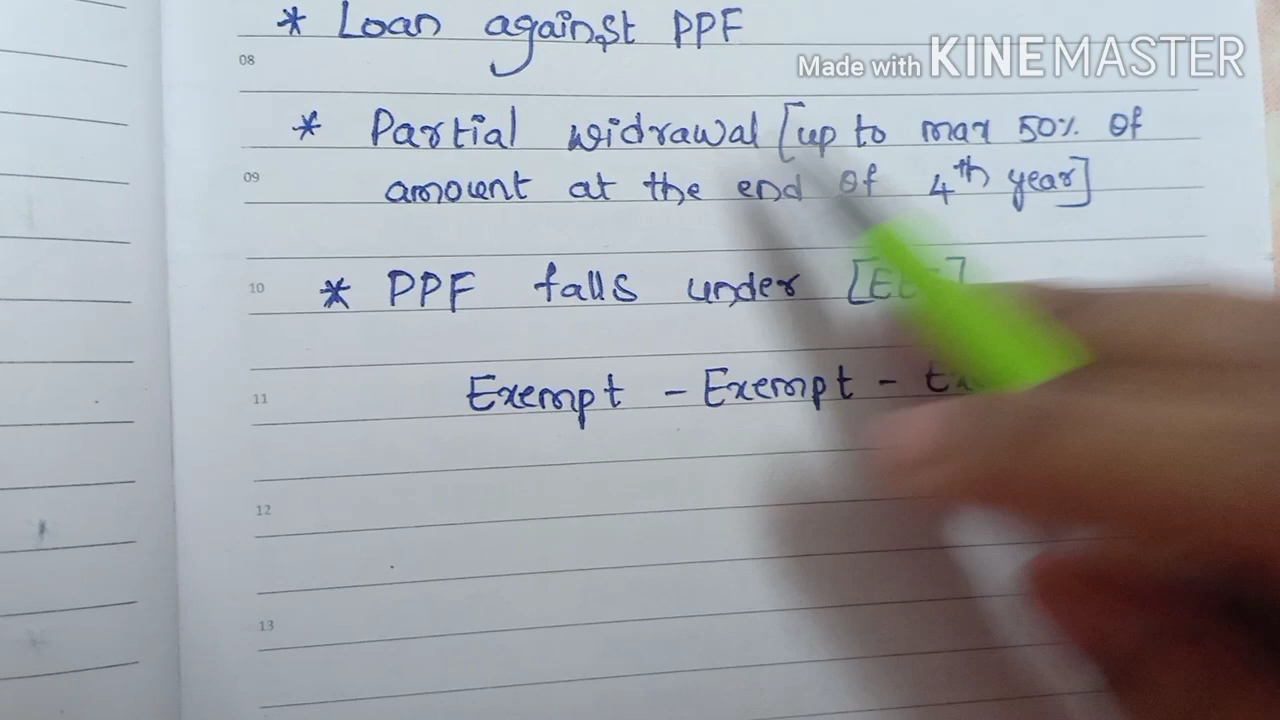 * Loan against PPF
Made with KINEMASTER
08
* Partial widrawal [up to max 50% of
09
amount at the end of 4th year]
10
* PPF falls under
11
Exempt - Exempt -
12
13